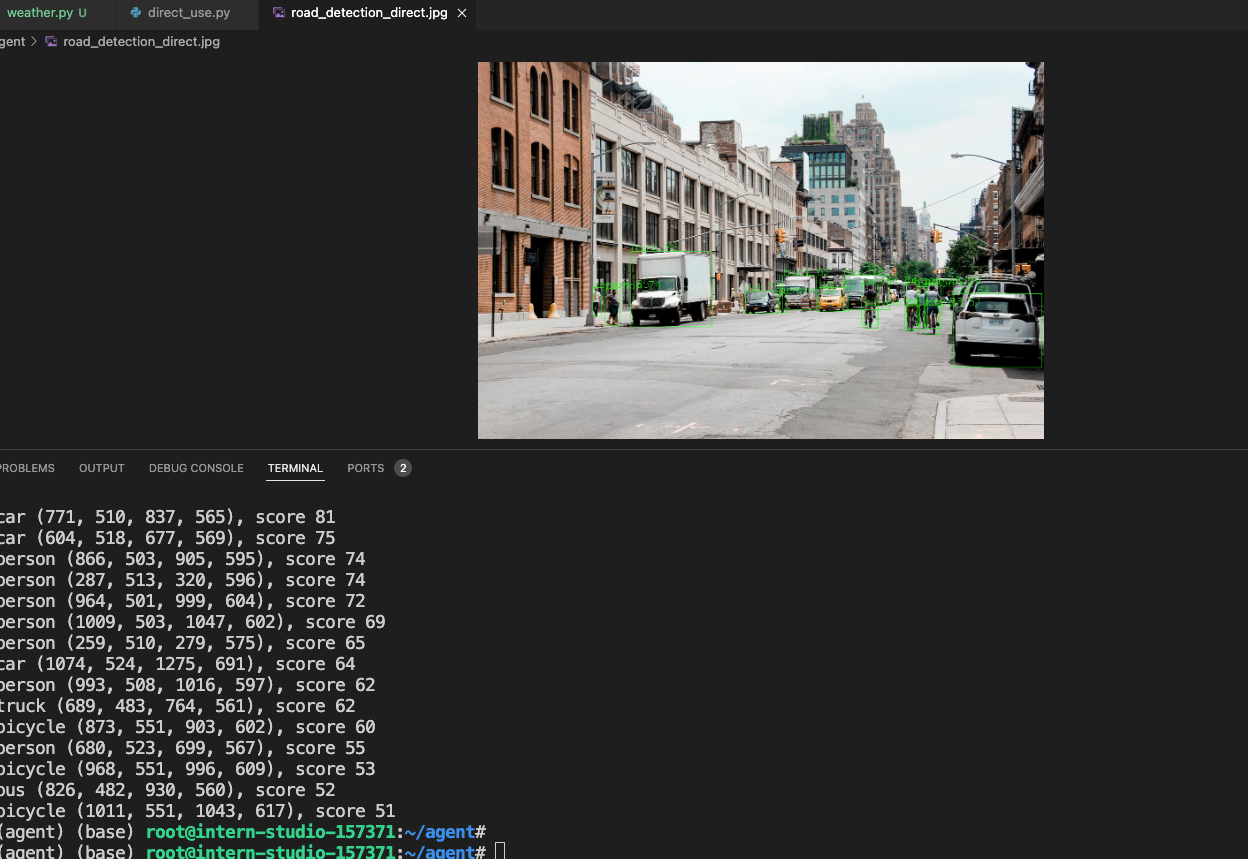 weather.py U direct_use.py road_detection_direct.jpg
gent > road_detection_direct.jpg
PROBLEMS OUTPUT DEBUG CONSOLE TERMINAL PORTS 2
car (771, 510, 837, 565), score 81
car (604, 518, 677, 569), score 75
person (866, 503, 905, 595), score 74
person (287, 513, 320, 596), score 74
person (964, 501, 999, 604), score 72
person (1009, 503, 1047, 602), score 69
person (259, 510, 279, 575), score 65
car (1074, 524, 1275, 691), score 64
person (993, 508, 1016, 597), score 62
truck (689, 483, 764, 561), score 62
bicycle (873, 551, 903, 602), score 60
person (680, 523, 699, 567), score 55
bicycle (968, 551, 996, 609), score 53
bus (826, 482, 930, 560), score 52
bicycle (1011, 551, 1043, 617), score 51
(agent) (base) root@intern-studio-157371:~/agent#
(agent) (base) root@intern-studio-157371:~/agent#